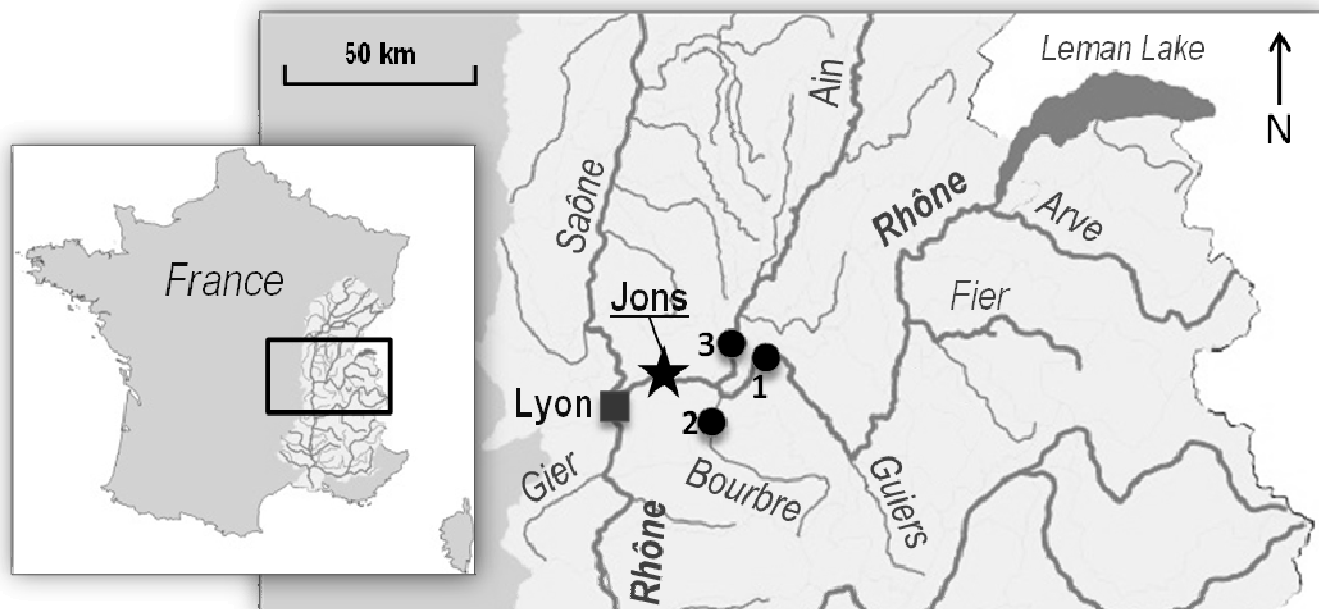 50 km
Leman Lake
N
Ain
Saône
Rhône
Arve
France
Fier
Jons
3
1
Lyon
2
Gier
Bourbre
Guiers
Rhône